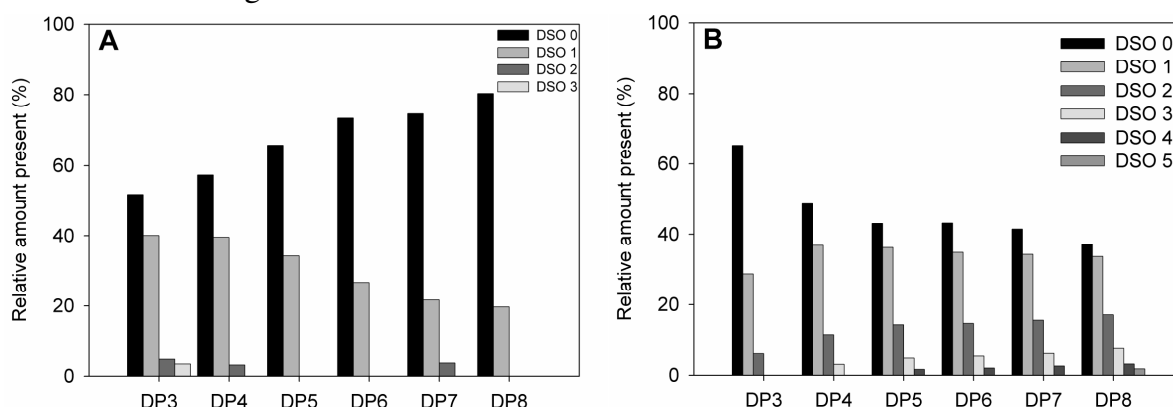 A
Relative amount present (%)
100
80
60
40
20
0
DSO 0
DSO 1
DSO 2
DSO 3
DP3 DP4 DP5 DP6 DP7 DP8
B
Relative amount present (%)
100
80
60
40
20
0
DSO 0
DSO 1
DSO 2
DSO 3
DSO 4
DSO 5
DP3 DP4 DP5 DP6 DP7 DP8